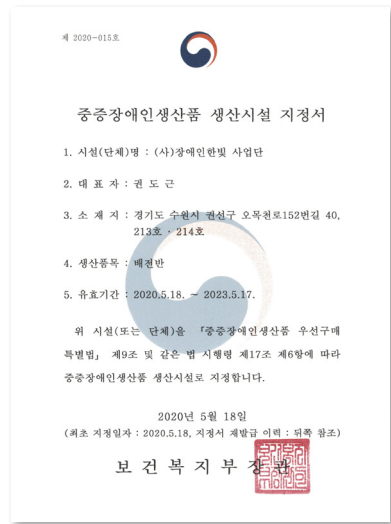 제 2020-015호
중증장애인생산품 생산시설 지정서
1. 시설(단체)명 : (사)장애인한빛 사업단
2. 대 표 자 : 권 도 근
3. 소 재 지 : 경기도 수원시 권선구 오목천로152번길 40,
213호 · 214호
4. 생산품목 : 배전반
5. 유효기간 : 2020.5.18. ~ 2023.5.17.
위 시설(또는 단체)을 「중증장애인생산품 우선구매
특별법」 제9조 및 같은 법 시행령 제17조 제6항에 따라
중증장애인생산품 생산시설로 지정합니다.
2020년 5월 18일
(최초 지정일자 : 2020.5.18, 지정서 재발급 이력 : 뒤쪽 참조)
보 건 복 지 부 장 관